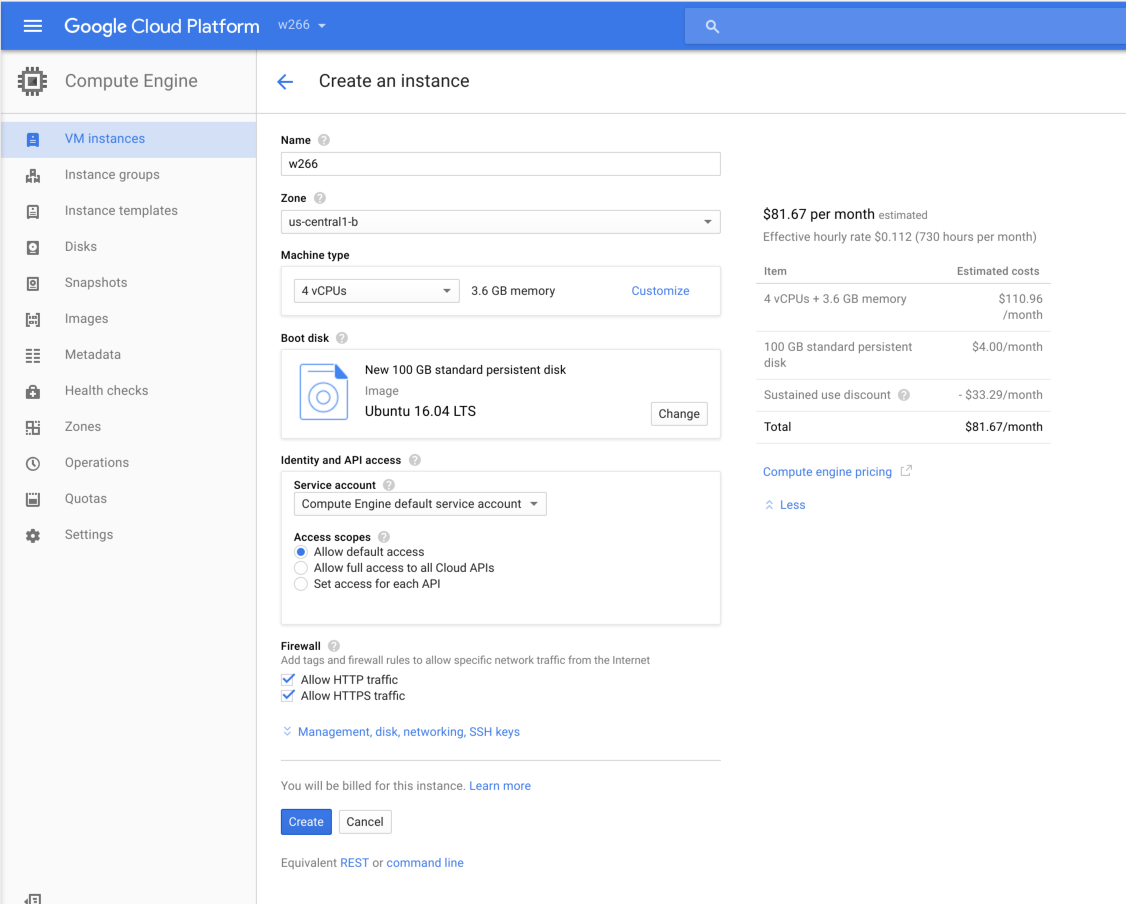 Google Cloud Platform w266
Compute Engine
Create an instance
VM instances
Instance groups
Instance templates
Disks
Snapshots
Images
Metadata
Health checks
Zones
Operations
Quotas
Settings
Name
w266
Zone
us-central1-b
Machine type
4 vCPUs 3.6 GB memory Customize
Boot disk
New 100 GB standard persistent disk
Image
Ubuntu 16.04 LTS
Change
Identity and API access
Service account
Compute Engine default service account
Access scopes
Allow default access
Allow full access to all Cloud APIs
Set access for each API
Firewall
Add tags and firewall rules to allow specific network traffic from the Internet
Allow HTTP traffic
Allow HTTPS traffic
Management, disk, networking, SSH keys
You will be billed for this instance. Learn more
Create Cancel
Equivalent REST or command line
$81.67 per month estimated
Effective hourly rate $0.112 (730 hours per month)
Item Estimated costs
4 vCPUs + 3.6 GB memory $110.96
/month
100 GB standard persistent $4.00/month
disk
Sustained use discount - $33.29/month
Total $81.67/month
Compute engine pricing
Less